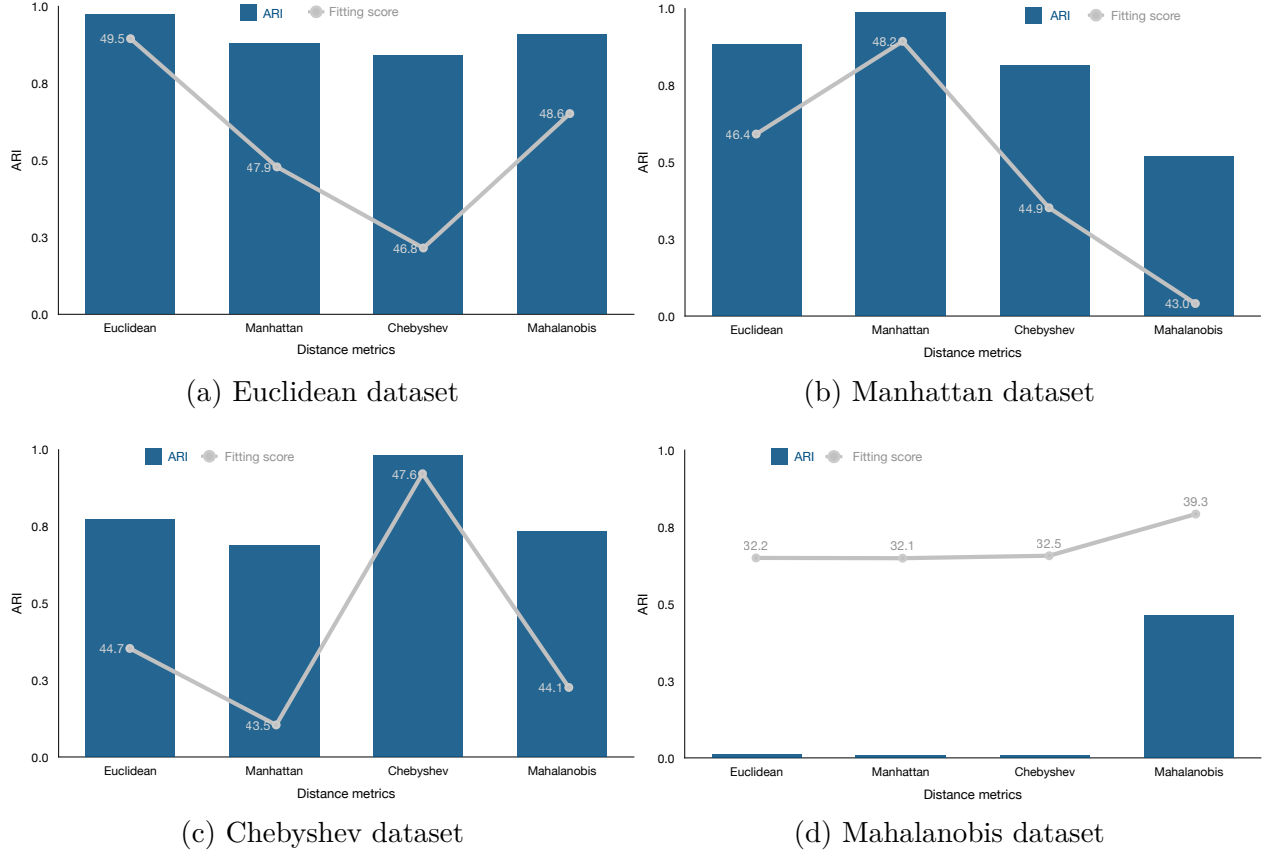 ARI Fitting score
1.0
0.8
0.5
0.3
0.0
ARI
49.5
47.9
46.8
48.6
Euclidean Manhattan Chebyshev Mahalanobis
Distance metrics
(a) Euclidean dataset
ARI Fitting score
1.0
0.8
0.5
0.3
0.0
ARI
46.4
48.2
44.9
43.0
Euclidean Manhattan Chebyshev Mahalanobis
Distance metrics
(b) Manhattan dataset
ARI Fitting score
1.0
0.8
0.5
0.3
0.0
ARI
44.7
43.5
47.6
44.1
Euclidean Manhattan Chebyshev Mahalanobis
Distance metrics
(c) Chebyshev dataset
ARI Fitting score
1.0
0.8
0.5
0.3
0.0
ARI
32.2
32.1
32.5
39.3
Euclidean Manhattan Chebyshev Mahalanobis
Distance metrics
(d) Mahalanobis dataset